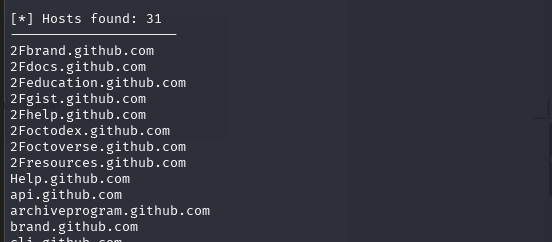 [*] Hosts found: 31
---------------------
2Fbrand.github.com
2Fdocs.github.com
2Feducation.github.com
2Fgist.github.com
2Fhelp.github.com
2Foctodex.github.com
2Foctoverse.github.com
2Fresources.github.com
Help.github.com
api.github.com
archiveprogram.github.com
brand.github.com
cli.github.com